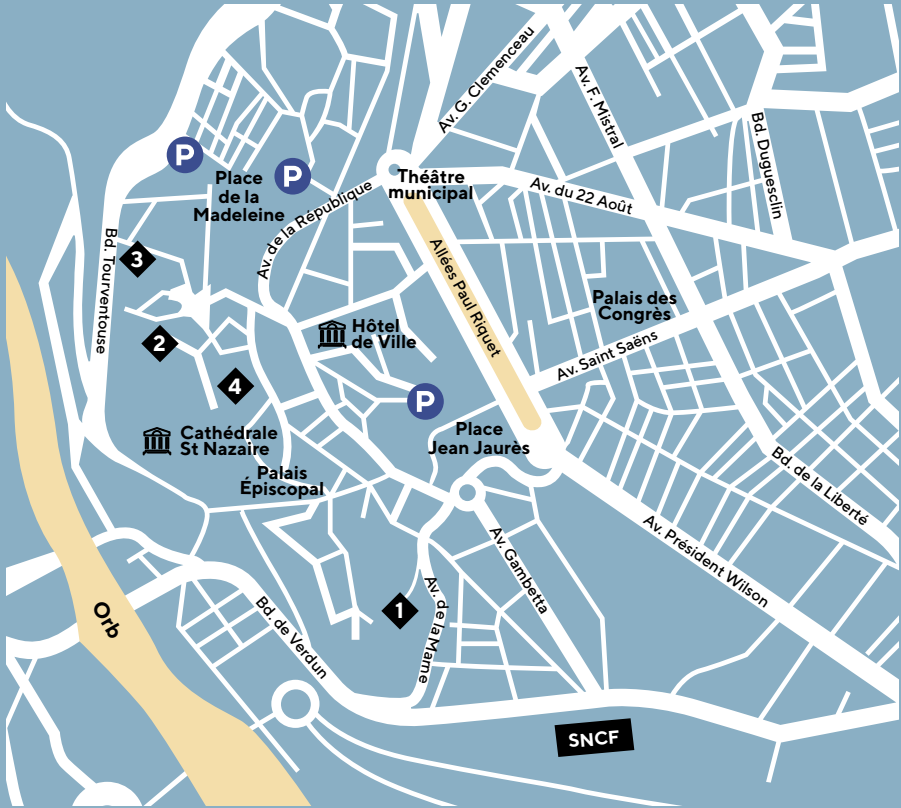 Av. G. Clemenceau
Av. F. Mistral
Bd. Duguesclin
P
P
Place
de la
Madeleine
Théâtre
municipal
Av. de la République
Av. du 22 Août
Bd. Tourventouse
3
Allées Paul Riquet
Palais des
Congrès
2
Hôtel
de Ville
Av. Saint Saëns
4
P
Cathédrale
St Nazaire
Place
Jean Jaurès
Palais
Épiscopal
Bd. de la Liberté
Av. Président Wilson
Av. Gambetta
Orb
Bd. de Verdun
1
Av. de la Marne
SNCF